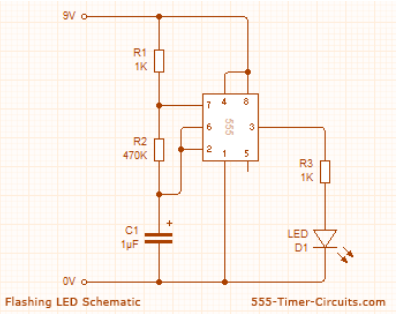 9V
R1
1K
4 8
7
R2
470K
6
555
3
2
1 5
R3
1K
C1
1µF
+
LED
D1
0V
Flashing LED Schematic
555-Timer-Circuits.com